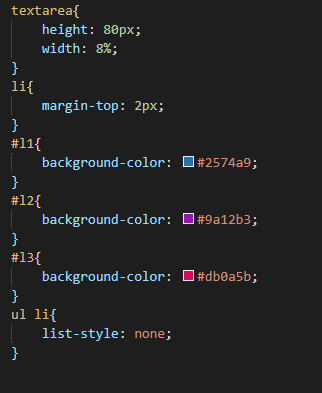 textarea{
    height: 80px;
    width: 8%;
}
li{
    margin-top: 2px;
}
#l1{
    background-color: #2574a9;
}
#l2{
    background-color: #9a12b3;
}
#l3{
    background-color: #db0a5b;
}
ul li{
    list-style: none;
}